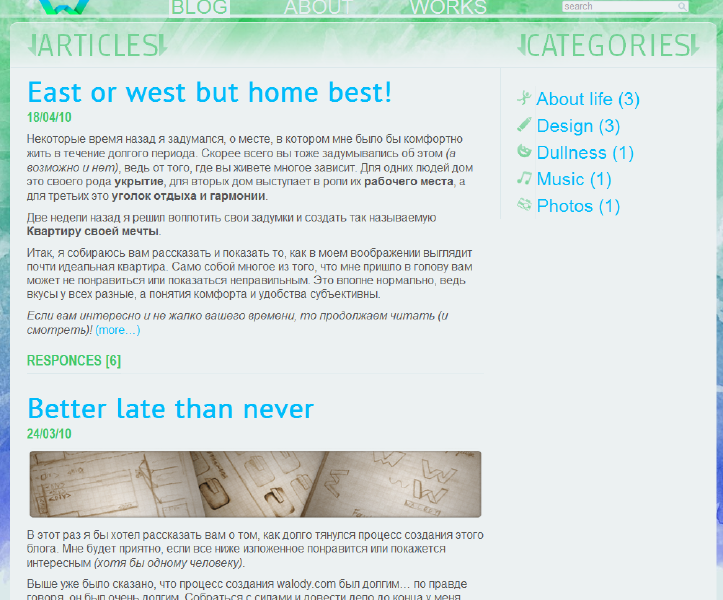 BLOG ABOUT WORKS search
ARTICLES
CATEGORIES
East or west but home best!
18/04/10
Некоторые время назад я задумался, о месте, в котором мне было бы комфортно
жить в течение долгого периода. Скорее всего вы тоже задумывались об этом (а
возможно и нет), ведь от того, где вы живете многое зависит. Для одних людей дом
это своего рода укрытие, для вторых дом выступает в роли их рабочего места, а
для третьих это уголок отдыха и гармонии.
Две недели назад я решил воплотить свои задумки и создать так называемую
Квартиру своей мечты.
Итак, я собираюсь вам рассказать и показать то, как в моем воображении выглядит
почти идеальная квартира. Само собой многое из того, что мне пришло в голову вам
может не понравиться или показаться неправильным. Это вполне нормально, ведь
вкусы у всех разные, а понятия комфорта и удобства субъективны.
Если вам интересно и не жалко вашего времени, то продолжаем читать (и
смотреть)! (more…)
RESPONCES [6]
Better late than never
24/03/10
В этот раз я бы хотел рассказать вам о том, как долго тянулся процесс создания этого
блога. Мне будет приятно, если все ниже изложенное понравится или покажется
интересным (хотя бы одному человеку).
Выше уже было сказано, что процесс создания walody.com был долгим… по правде
говоря, он был очень долгим. Собраться с силами и довести дело до конца у меня
About life (3)
Design (3)
Dullness (1)
Music (1)
Photos (1)